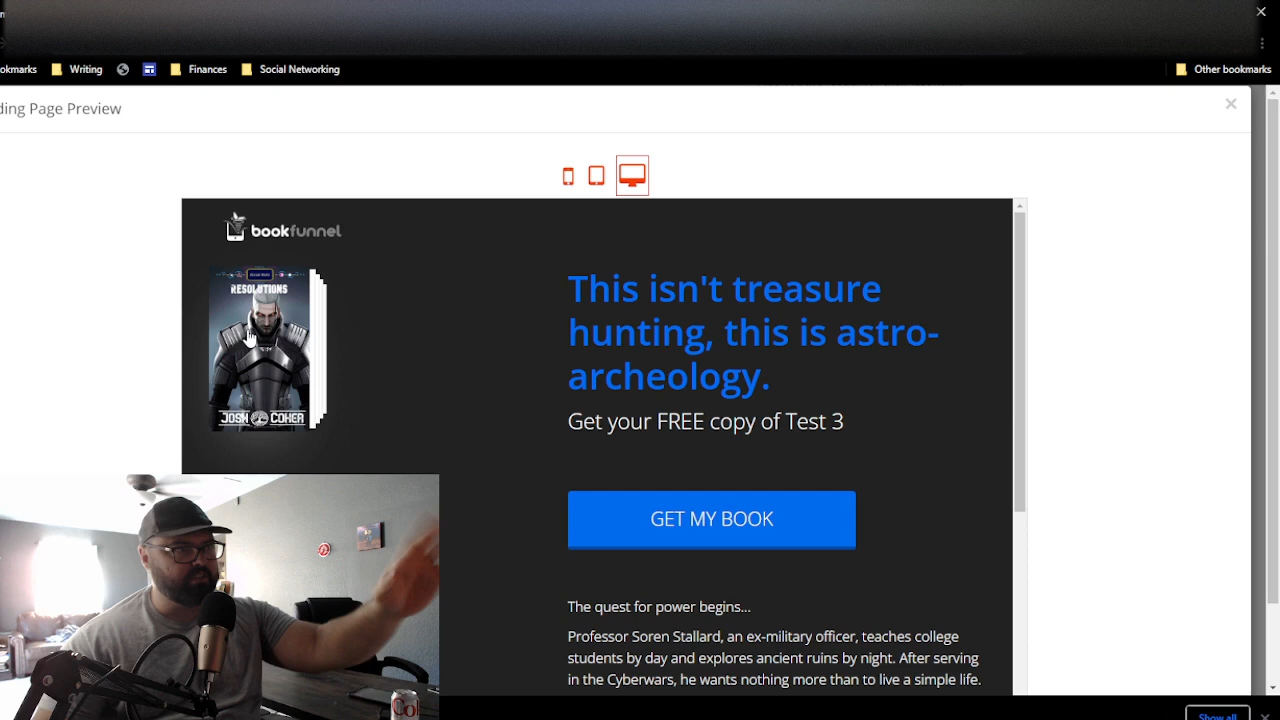 okmarks
Writing
Finances
Social Networking
Other bookmarks
ding Page Preview
bookfunnel
RESOLUTIONS
JOSH COKER
This isn't treasure
hunting, this is astro-
archeology.
Get your FREE copy of Test 3
GET MY BOOK
The quest for power begins...
Professor Soren Stallard, an ex-military officer, teaches college
students by day and explores ancient ruins by night. After serving
in the Cyberwars, he wants nothing more than to live a simple life.
Show all